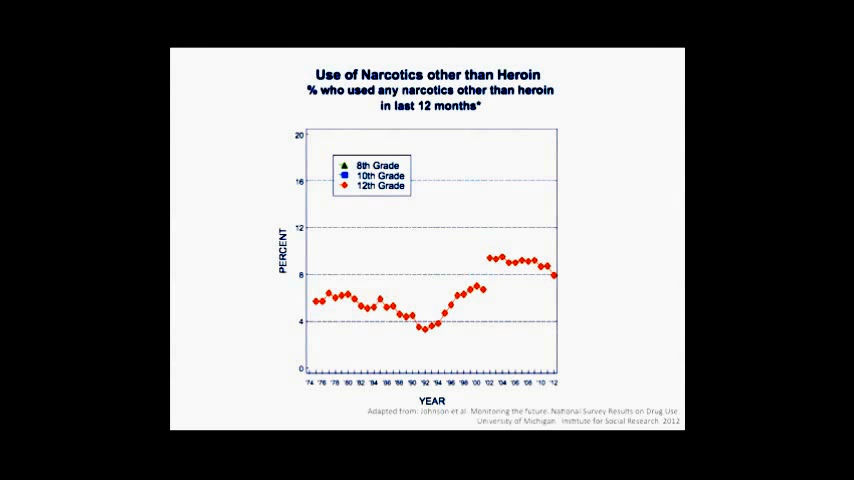 Use of Narcotics other than Heroin
% who used any narcotics other than heroin
in last 12 months*
20
8th Grade
10th Grade
12th Grade
16
12
PERCENT
8
4
0
'74 '76 '78 '80 '82 '84 '86 '88 '90 '92 '94 '96 '98 '00 '02 '04 '06 '08 '10 '12
YEAR
Adapted from: Johnson et al. Monitoring the future. National Survey Results on Drug Use.
University of Michigan. Institute for Social Research. 2012